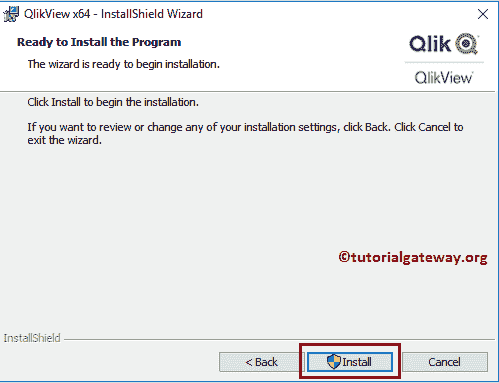 QlikView x64 - InstallShield Wizard
Ready to Install the Program
The wizard is ready to begin installation.
Qlik
QlikView
Click Install to begin the installation.
If you want to review or change any of your installation settings, click Back. Click Cancel to
exit the wizard.
©tutorialgateway.org
InstallShield
< Back
Install
Cancel